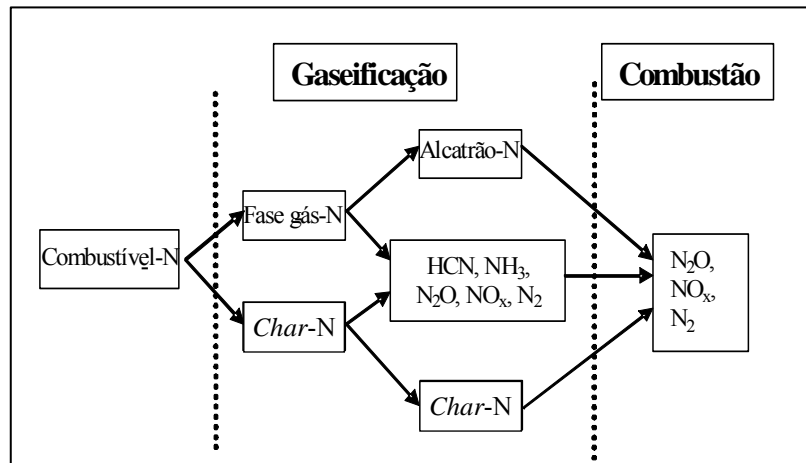 Gaseificação
Combustão
Alcatrão-N
Fase gás-N
Combustível-N
HCN, NH₃,
N₂O, NOₓ, N₂
N₂O,
NOₓ,
N₂
Char-N
Char-N